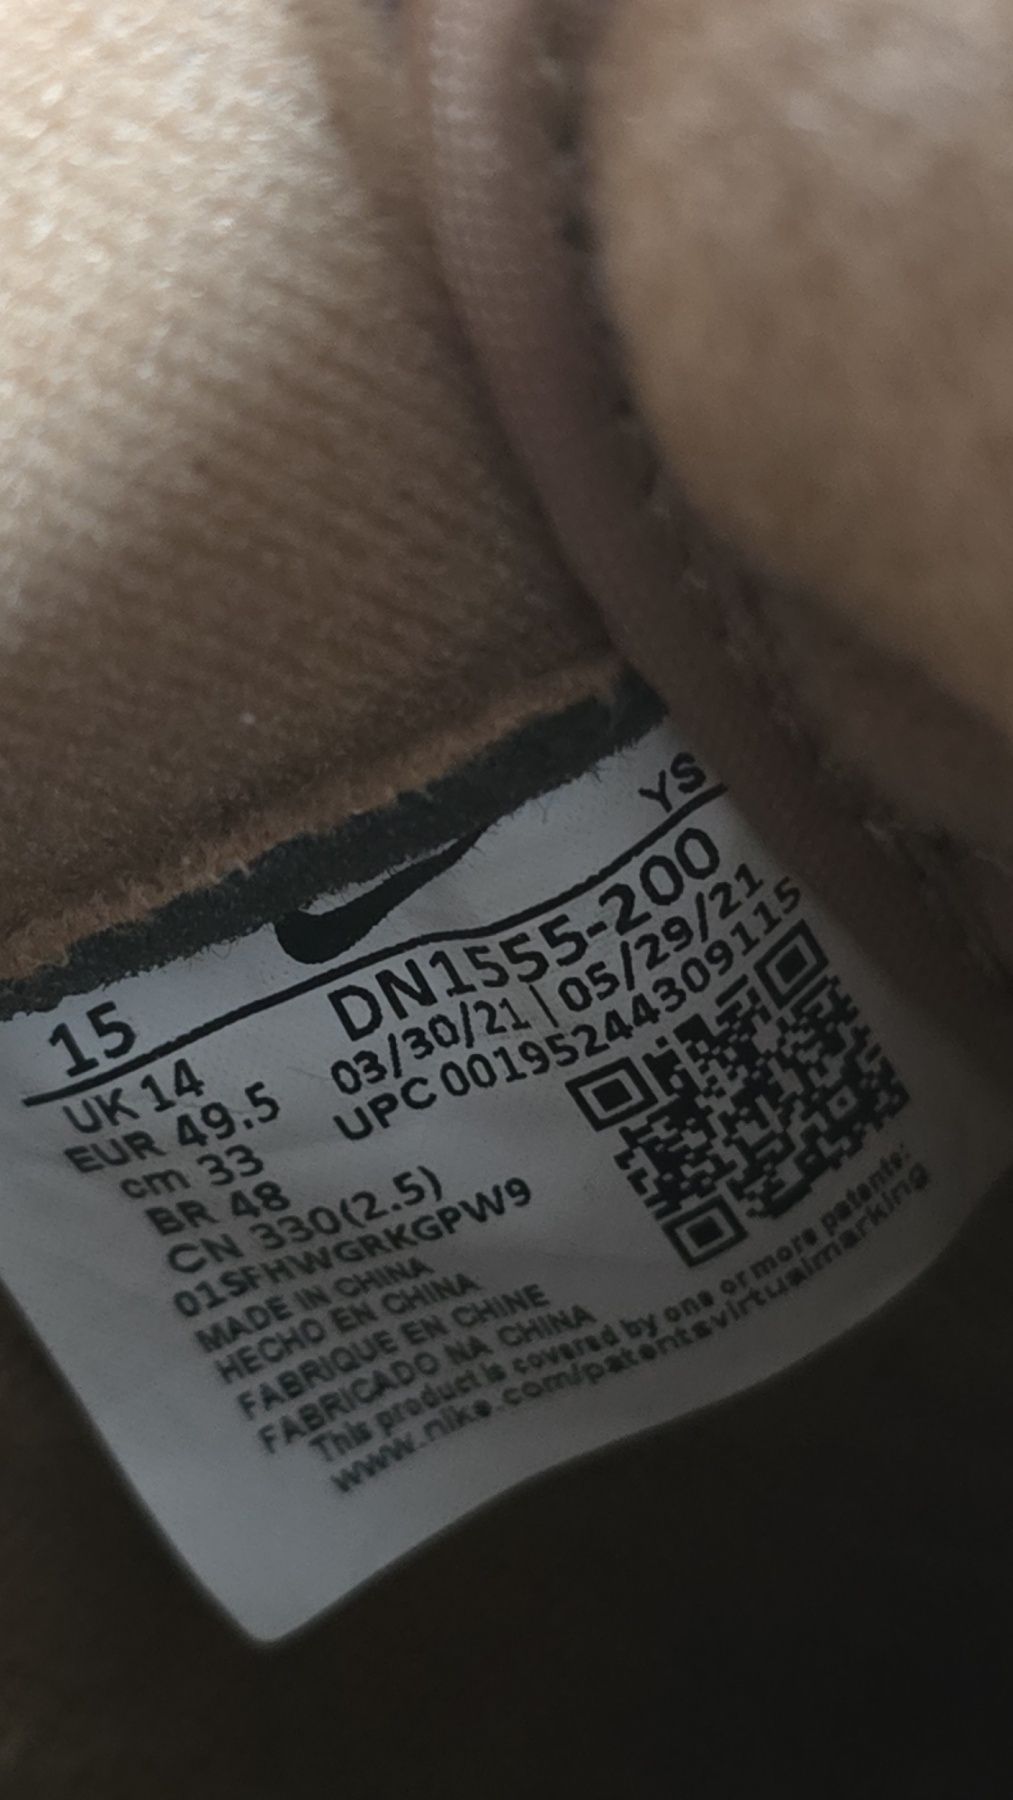 YS
15
DN1555-200
UK 14
03/30/21 | 05/29/21
EUR 49.5
UPC 00195244309115
cm 33
BR 48
CN 330(2.5)
01SFHWGRKGPW9
MADE IN CHINA
HECHO EN CHINA
FABRIQUE EN CHINE
FABRICADO NA CHINA
This product is covered by one or more patents:
www.nike.com/patentsvirtualmarking